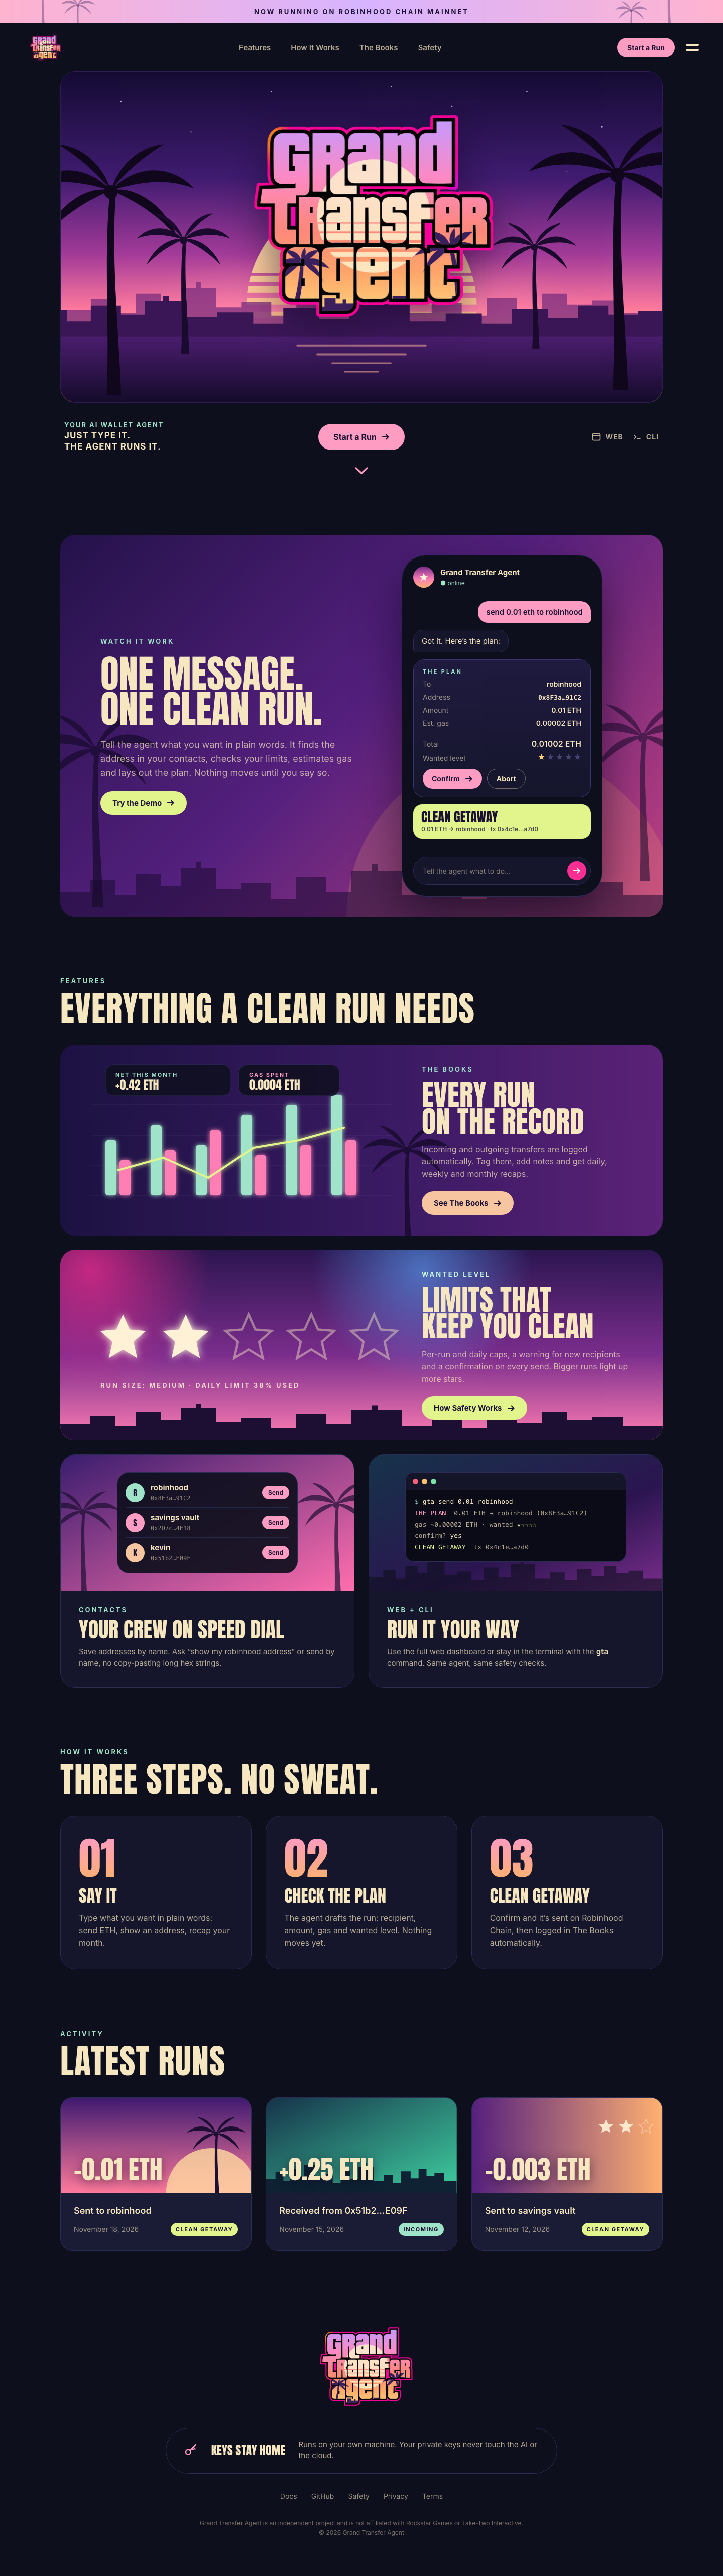 NOW RUNNING ON ROBINHOOD CHAIN MAINNET
Grand
Transfer
Agent
Features
How It Works
The Books
Safety
Start a Run
Grand
Transfer
Agent
YOUR AI WALLET AGENT
JUST TYPE IT.
THE AGENT RUNS IT.
Start a Run
WEB
CLI
WATCH IT WORK
ONE MESSAGE.
ONE CLEAN RUN.
Tell the agent what you want in plain words. It finds the
address in your contacts, checks your limits, estimates gas
and lays out the plan. Nothing moves until you say so.
Try the Demo
Grand Transfer Agent
online
send 0.01 eth to robinhood
Got it. Here's the plan:
THE PLAN
To robinhood
Address 0x8F3a…91C2
Amount 0.01 ETH
Est. gas 0.00002 ETH
Total 0.01002 ETH
Wanted level
Confirm
Abort
CLEAN GETAWAY
0.01 ETH → robinhood · tx 0x4c1e…a7d0
Tell the agent what to do...
FEATURES
EVERYTHING A CLEAN RUN NEEDS
NET THIS MONTH
+0.42 ETH
GAS SPENT
0.0004 ETH
THE BOOKS
EVERY RUN
ON THE RECORD
Incoming and outgoing transfers are logged
automatically. Tag them, add notes and get daily,
weekly and monthly recaps.
See The Books
RUN SIZE: MEDIUM · DAILY LIMIT 38% USED
WANTED LEVEL
LIMITS THAT
KEEP YOU CLEAN
Per-run and daily caps, a warning for new recipients
and a confirmation on every send. Bigger runs light up
more stars.
How Safety Works
R
robinhood
0x8F3a…91C2
Send
S
savings vault
0x2D7c…4E18
Send
K
kevin
0x51b2…E09F
Send
CONTACTS
YOUR CREW ON SPEED DIAL
Save addresses by name. Ask “show my robinhood address” or send by
name, no copy-pasting long hex strings.
$ gta send 0.01 robinhood
THE PLAN 0.01 ETH → robinhood (0x8F3a…91C2)
gas ~0.00002 ETH · wanted ★☆☆☆☆
confirm? yes
CLEAN GETAWAY tx 0x4c1e…a7d0
WEB + CLI
RUN IT YOUR WAY
Use the full web dashboard or stay in the terminal with the gta
command. Same agent, same safety checks.
HOW IT WORKS
THREE STEPS. NO SWEAT.
01
SAY IT
Type what you want in plain words:
send ETH, show an address, recap your
month.
02
CHECK THE PLAN
The agent drafts the run: recipient,
amount, gas and wanted level. Nothing
moves yet.
03
CLEAN GETAWAY
Confirm and it's sent on Robinhood
Chain, then logged in The Books
automatically.
ACTIVITY
LATEST RUNS
-0.01 ETH
Sent to robinhood
November 18, 2026
CLEAN GETAWAY
+0.25 ETH
Received from 0x51b2…E09F
November 15, 2026
INCOMING
-0.003 ETH
Sent to savings vault
November 12, 2026
CLEAN GETAWAY
Grand
Transfer
Agent
KEYS STAY HOME
Runs on your own machine. Your private keys never touch the AI or
the cloud.
Docs
GitHub
Safety
Privacy
Terms
Grand Transfer Agent is an independent project and is not affiliated with Rockstar Games or Take-Two Interactive.
© 2026 Grand Transfer Agent